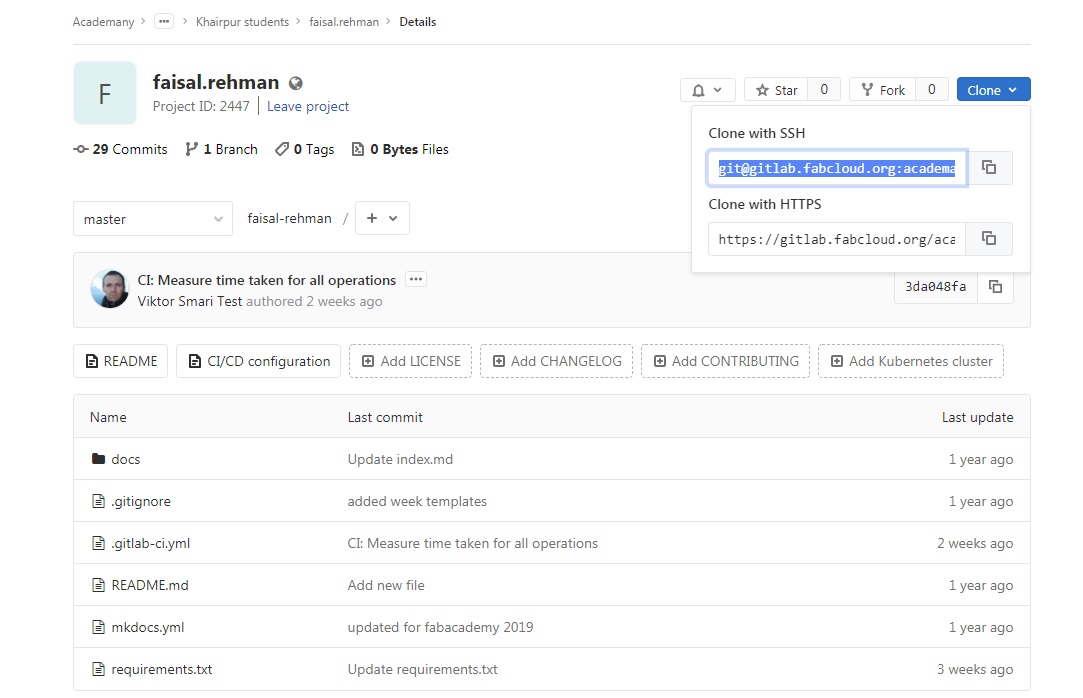 Academany > ••• > Khairpur students > faisal.rehman > Details
F
faisal.rehman
Project ID: 2447 Leave project
Star 0 Fork 0 Clone
29 Commits 1 Branch 0 Tags 0 Bytes Files
Clone with SSH
git@gitlab.fabcloud.org:academa
Clone with HTTPS
https://gitlab.fabcloud.org/aca
master faisal-rehman / +
CI: Measure time taken for all operations •••
Viktor Smari Test authored 2 weeks ago
3da048fa
README CI/CD configuration Add LICENSE Add CHANGELOG Add CONTRIBUTING Add Kubernetes cluster
Name Last commit Last update
docs Update index.md 1 year ago
.gitignore added week templates 1 year ago
.gitlab-ci.yml CI: Measure time taken for all operations 2 weeks ago
README.md Add new file 1 year ago
mkdocs.yml updated for fabacademy 2019 1 year ago
requirements.txt Update requirements.txt 3 weeks ago